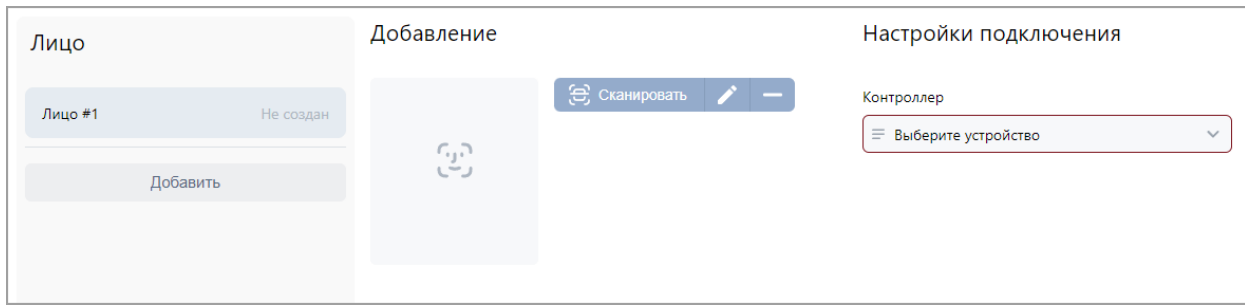 Лицо
Лицо #1 Не создан
Добавить
Добавление
Сканировать
Настройки подключения
Контроллер
Выберите устройство